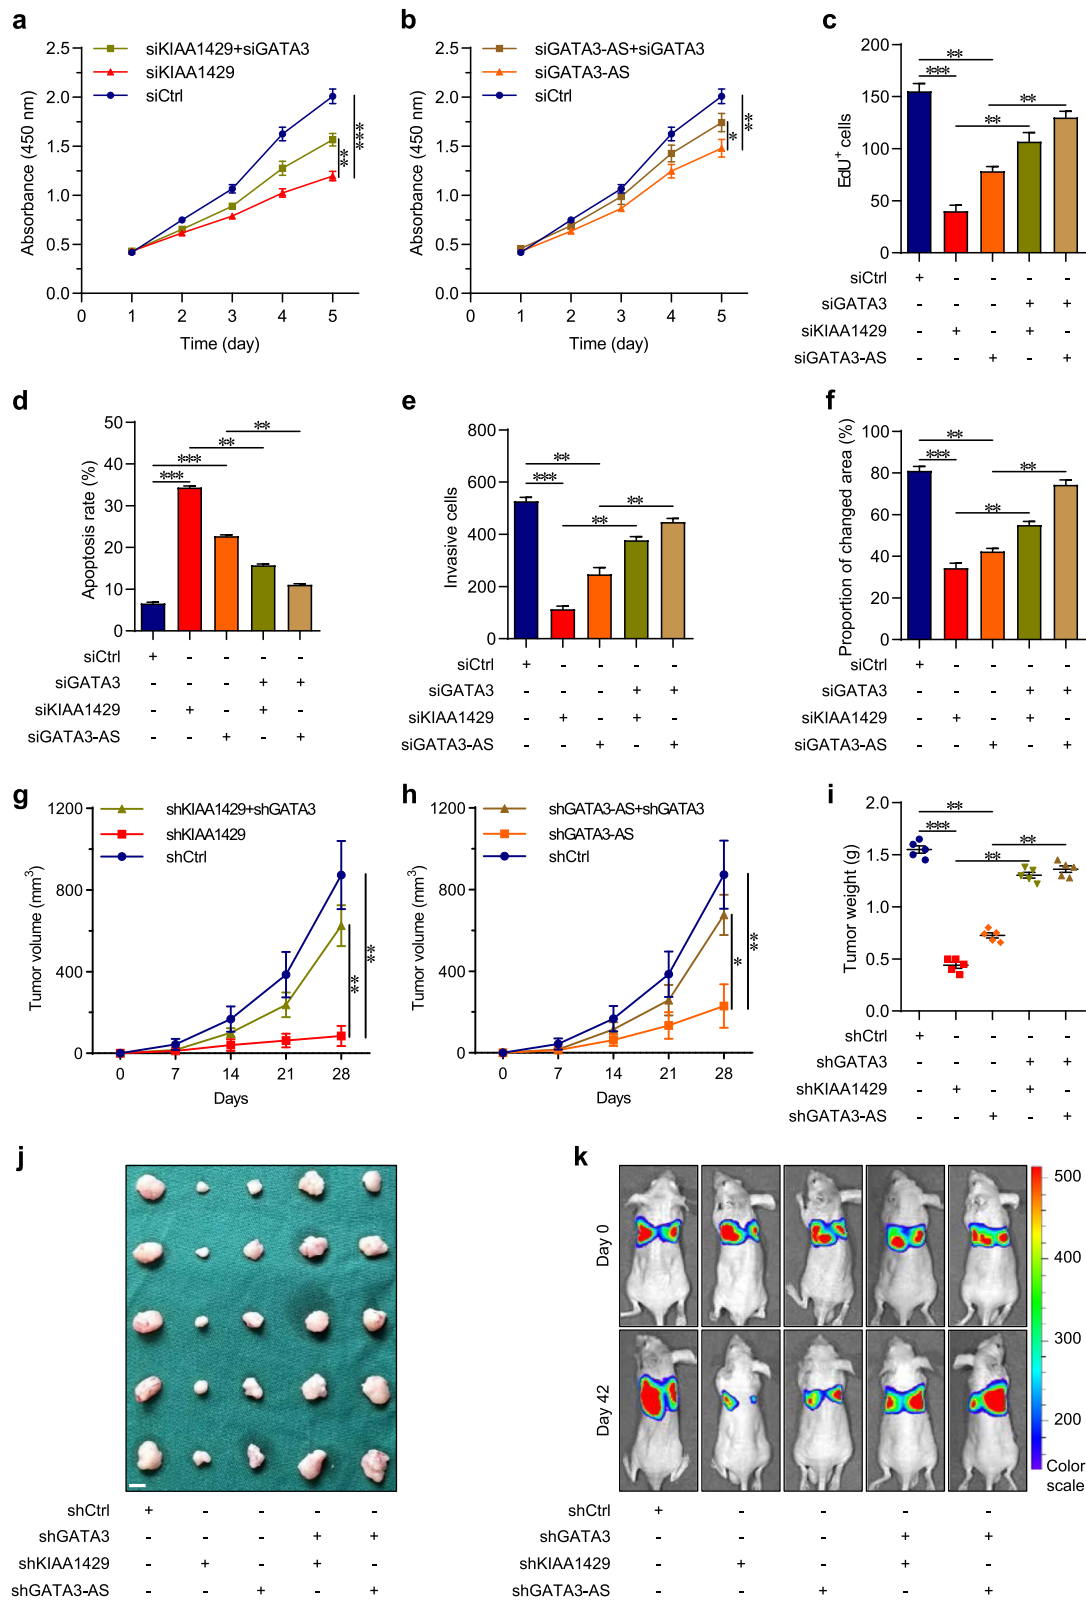 a
siKIAA1429+siGATA3
siKIAA1429
siCtrl
Absorbance (450 nm)
2.5
2.0
1.5
1.0
0.5
0.0
0 1 2 3 4 5
Time (day)
**
***
b
siGATA3-AS+siGATA3
siGATA3-AS
siCtrl
Absorbance (450 nm)
2.5
2.0
1.5
1.0
0.5
0.0
0 1 2 3 4 5
Time (day)
*
**
c
EdU+ cells
200
150
100
50
0
**
***
**
**
siCtrl + - - - -
siGATA3 - - - + +
siKIAA1429 - + - + -
siGATA3-AS - - + - +
d
Apoptosis rate (%)
50
40
30
20
10
0
**
**
***
***
siCtrl + - - - -
siGATA3 - - - + +
siKIAA1429 - + - + -
siGATA3-AS - - + - +
e
Invasive cells
800
600
400
200
0
**
***
**
**
siCtrl + - - - -
siGATA3 - - - + +
siKIAA1429 - + - + -
siGATA3-AS - - + - +
f
Proportion of changed area (%)
100
80
60
40
20
0
**
***
**
**
siCtrl + - - - -
siGATA3 - - - + +
siKIAA1429 - + - + -
siGATA3-AS - - + - +
g
shKIAA1429+shGATA3
shKIAA1429
shCtrl
Tumor volume (mm3)
1200
800
400
0
0 7 14 21 28
Days
**
**
h
shGATA3-AS+shGATA3
shGATA3-AS
shCtrl
Tumor volume (mm3)
1200
800
400
0
0 7 14 21 28
Days
*
**
i
Tumor weight (g)
2.0
1.5
1.0
0.5
0.0
**
***
**
**
shCtrl + - - - -
shGATA3 - - - + +
shKIAA1429 - + - + -
shGATA3-AS - - + - +
j
shCtrl + - - - -
shGATA3 - - - + +
shKIAA1429 - + - + -
shGATA3-AS - - + - +
k
Day 0
Day 42
500
400
300
200
Color
scale
shCtrl + - - - -
shGATA3 - - - + +
shKIAA1429 - + - + -
shGATA3-AS - - + - +